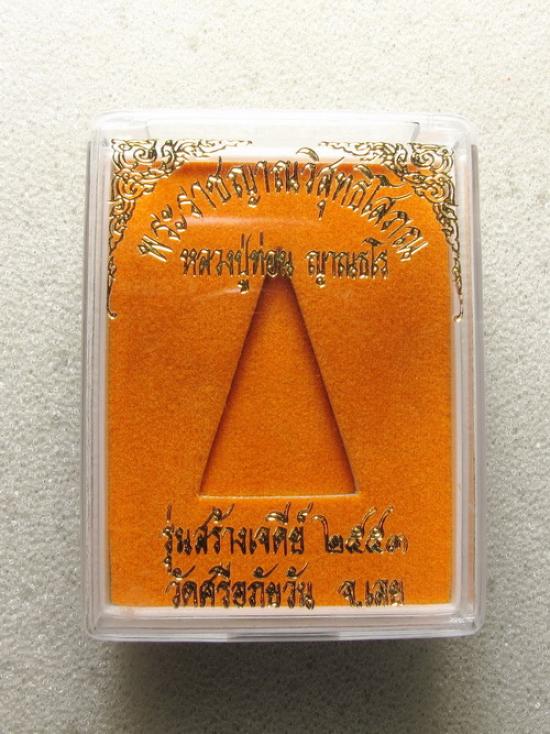 พระราชญาณวิสุทธิโสภณ
หลวงปู่ท่อน ญาณธโร
รุ่นสร้างเจดีย์ ๒๕๕๓
วัดศรีอภัยวัน จ.เลย